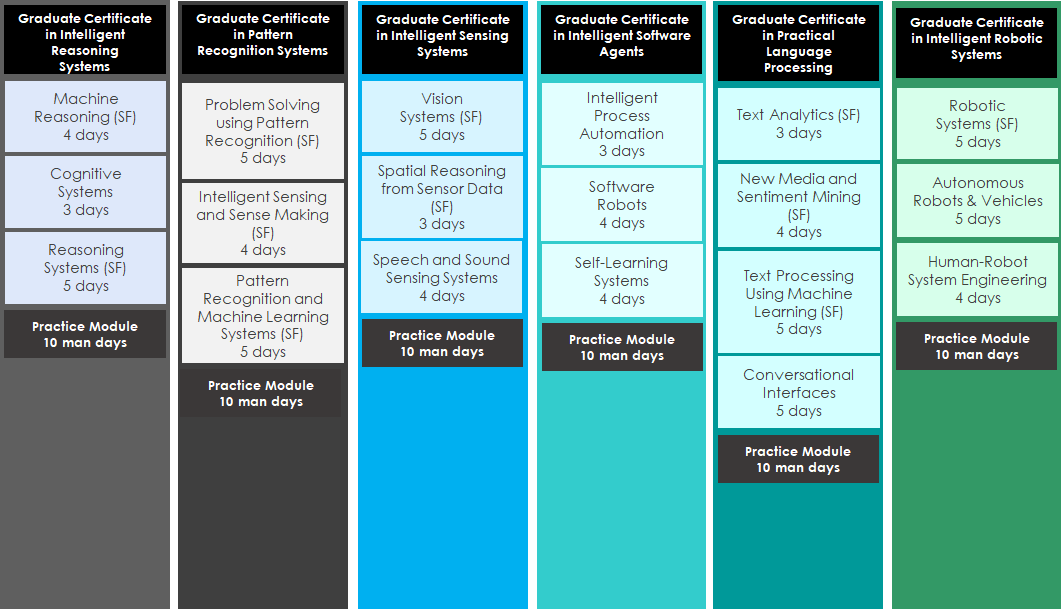 Graduate Certificate
in Intelligent
Reasoning
Systems
Machine
Reasoning (SF)
4 days
Cognitive
Systems
3 days
Reasoning
Systems (SF)
5 days
Practice Module
10 man days
Graduate Certificate
in Pattern
Recognition Systems
Problem Solving
using Pattern
Recognition (SF)
5 days
Intelligent Sensing
and Sense Making
(SF)
4 days
Pattern
Recognition and
Machine Learning
Systems (SF)
5 days
Practice Module
10 man days
Graduate Certificate
in Intelligent Sensing
Systems
Vision
Systems (SF)
5 days
Spatial Reasoning
from Sensor Data
(SF)
3 days
Speech and Sound
Sensing Systems
4 days
Practice Module
10 man days
Graduate Certificate
in Intelligent Software
Agents
Intelligent
Process
Automation
3 days
Software
Robots
4 days
Self-Learning
Systems
4 days
Practice Module
10 man days
Graduate Certificate
in Practical
Language
Processing
Text Analytics (SF)
3 days
New Media and
Sentiment Mining
(SF)
4 days
Text Processing
Using Machine
Learning (SF)
5 days
Conversational
Interfaces
5 days
Practice Module
10 man days
Graduate Certificate
in Intelligent Robotic
Systems
Robotic
Systems (SF)
5 days
Autonomous
Robots & Vehicles
5 days
Human-Robot
System Engineering
4 days
Practice Module
10 man days